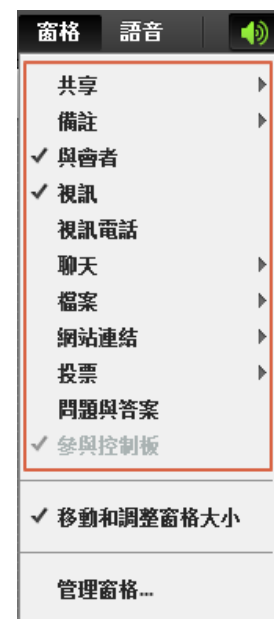 窗格 語音
共享
備註
與會者
視訊
視訊電話
聊天
檔案
網站連結
投票
問題與答案
參與控制板
移動和調整窗格大小
管理窗格...